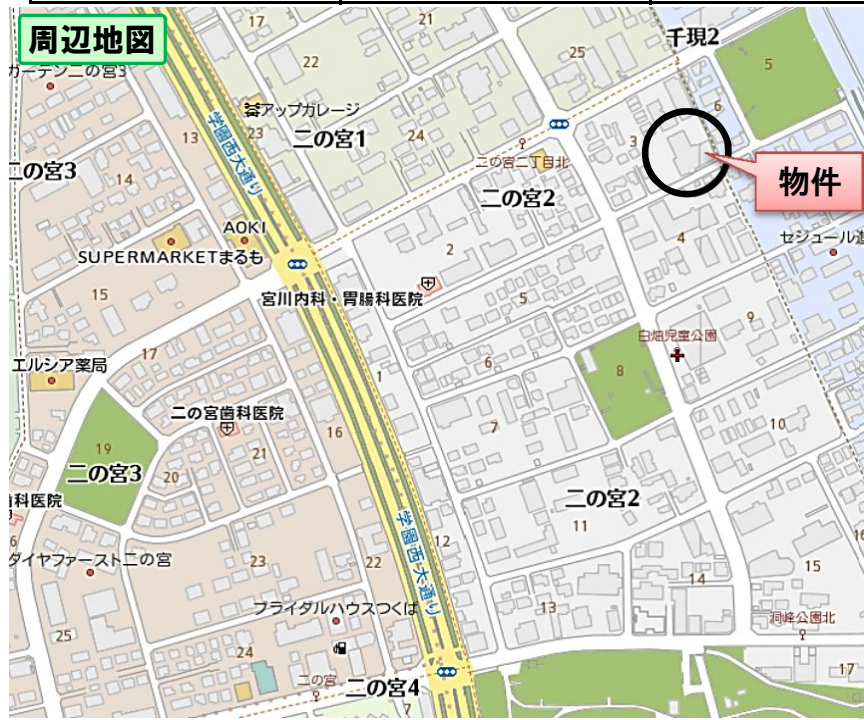 周辺地図
17
21
千現2
22
25
5
ガーデン二の宮3
6
アップガレージ
13
23
二の宮1
24
学園西大通り
3
二の宮二丁目北
二の宮3
14
二の宮2
物件
AOKI
2
4
セジュール進
SUPERMARKETまるも
15
宮川内科・胃腸科医院
5
9
白畑児童公園
17
エルシア薬局
1
6
8
二の宮歯科医院
7
10
16
19
21
二の宮3
20
二の宮2
歯科医院
11
学園西大通り
12
16
ダイヤファースト二の宮
23
22
15
14
ブライダルハウスつくば
13
洞峰公園北
25
24
二の宮
二の宮4
17
7